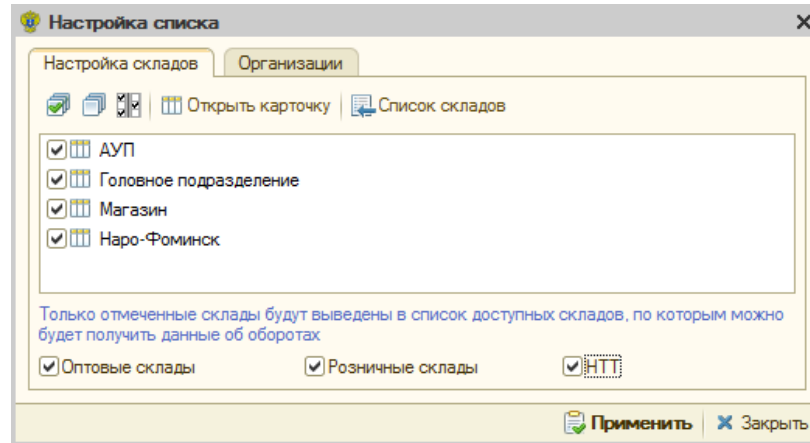 Настройка списка
Настройка складов
Организации
Открыть карточку
Список складов
АУП
Головное подразделение
Магазин
Наро-Фоминск
Только отмеченные склады будут выведены в список доступных складов, по которым можно
будет получить данные об оборотах
Оптовые склады
Розничные склады
НТТ
Применить
Закрыть